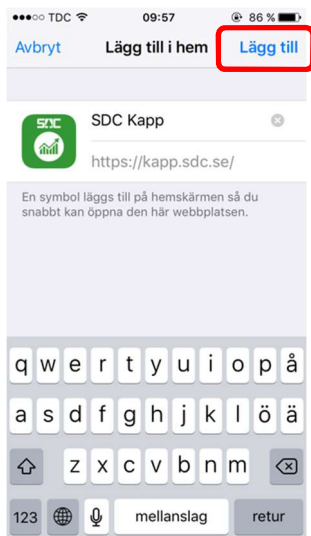 TDC 09:57 86 %
Avbryt Lägg till i hem Lägg till
SDC
SDC Kapp
https://kapp.sdc.se/
En symbol läggs till på hemskärmen så du
snabbt kan öppna den här webbplatsen.
q w e r t y u i o p å
a s d f g h j k l ö ä
z x c v b n m
123 mellanslag retur